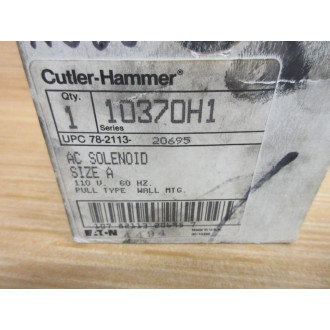 Cutler-Hammer®
Qty.
1
10370H1
Series
UPC 78-2113- 20695
AC SOLENOID
SIZE A
110 V. 60 HZ.
PULL TYPE WALL MTG.
EATON